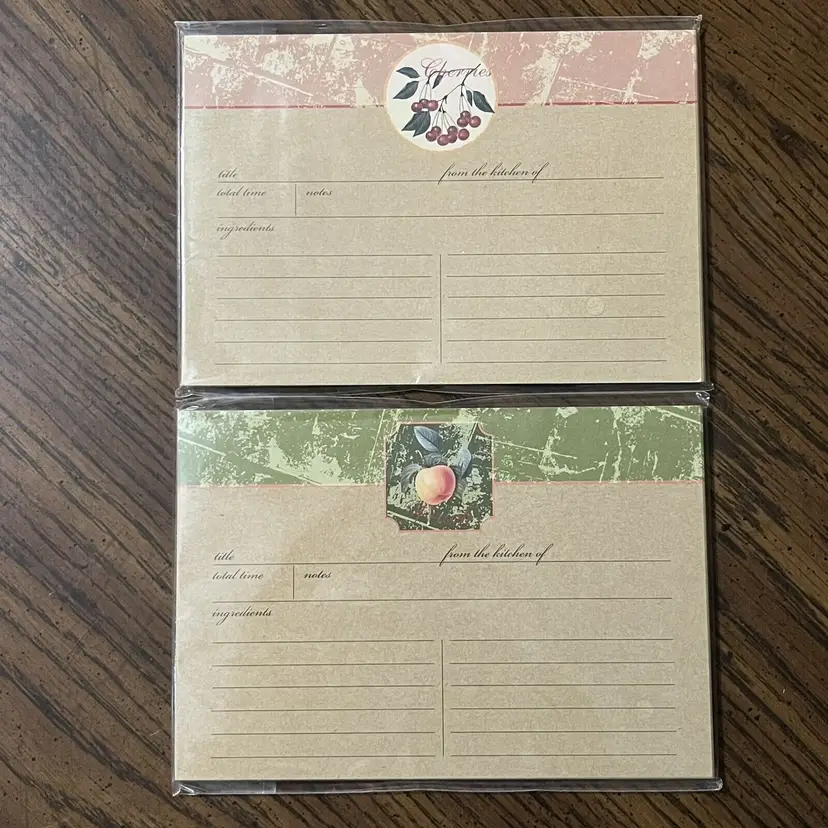 Cherries
title from the kitchen of
total time notes
ingredients
title from the kitchen of
total time notes
ingredients